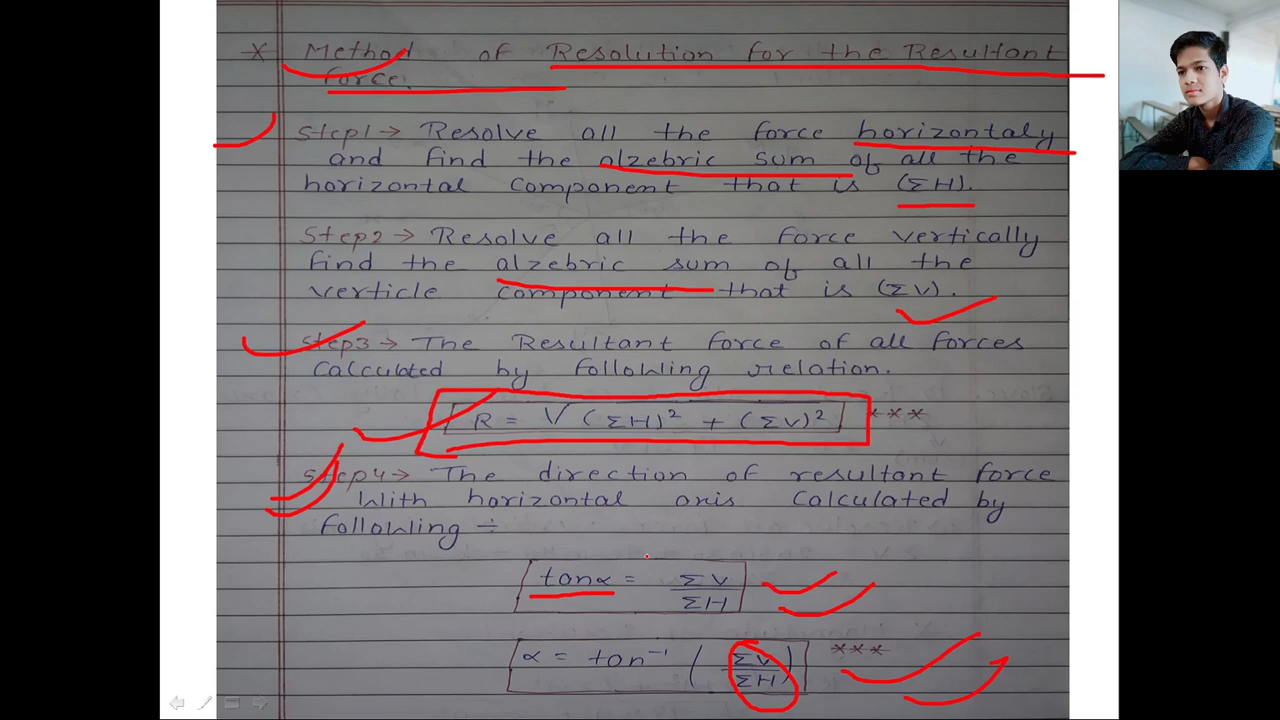 * Method of Resolution for the Resultant
force.
Step1→ Resolve all the force horizontaly
and find the alzebric sum of all the
horizontal component that is (ΣH).
Step2→ Resolve all the force vertically
find the alzebric sum of all the
verticle component that is (ΣV).
Step3→ The Resultant force of all forces
Calculated by following relation.
R = √(ΣH)² + (ΣV)² ***
Step4→ The direction of resultant force
With horizontal axis Calculated by
following ÷
tanα = ΣV/ΣH
α = tan⁻¹ (ΣV/ΣH) ***